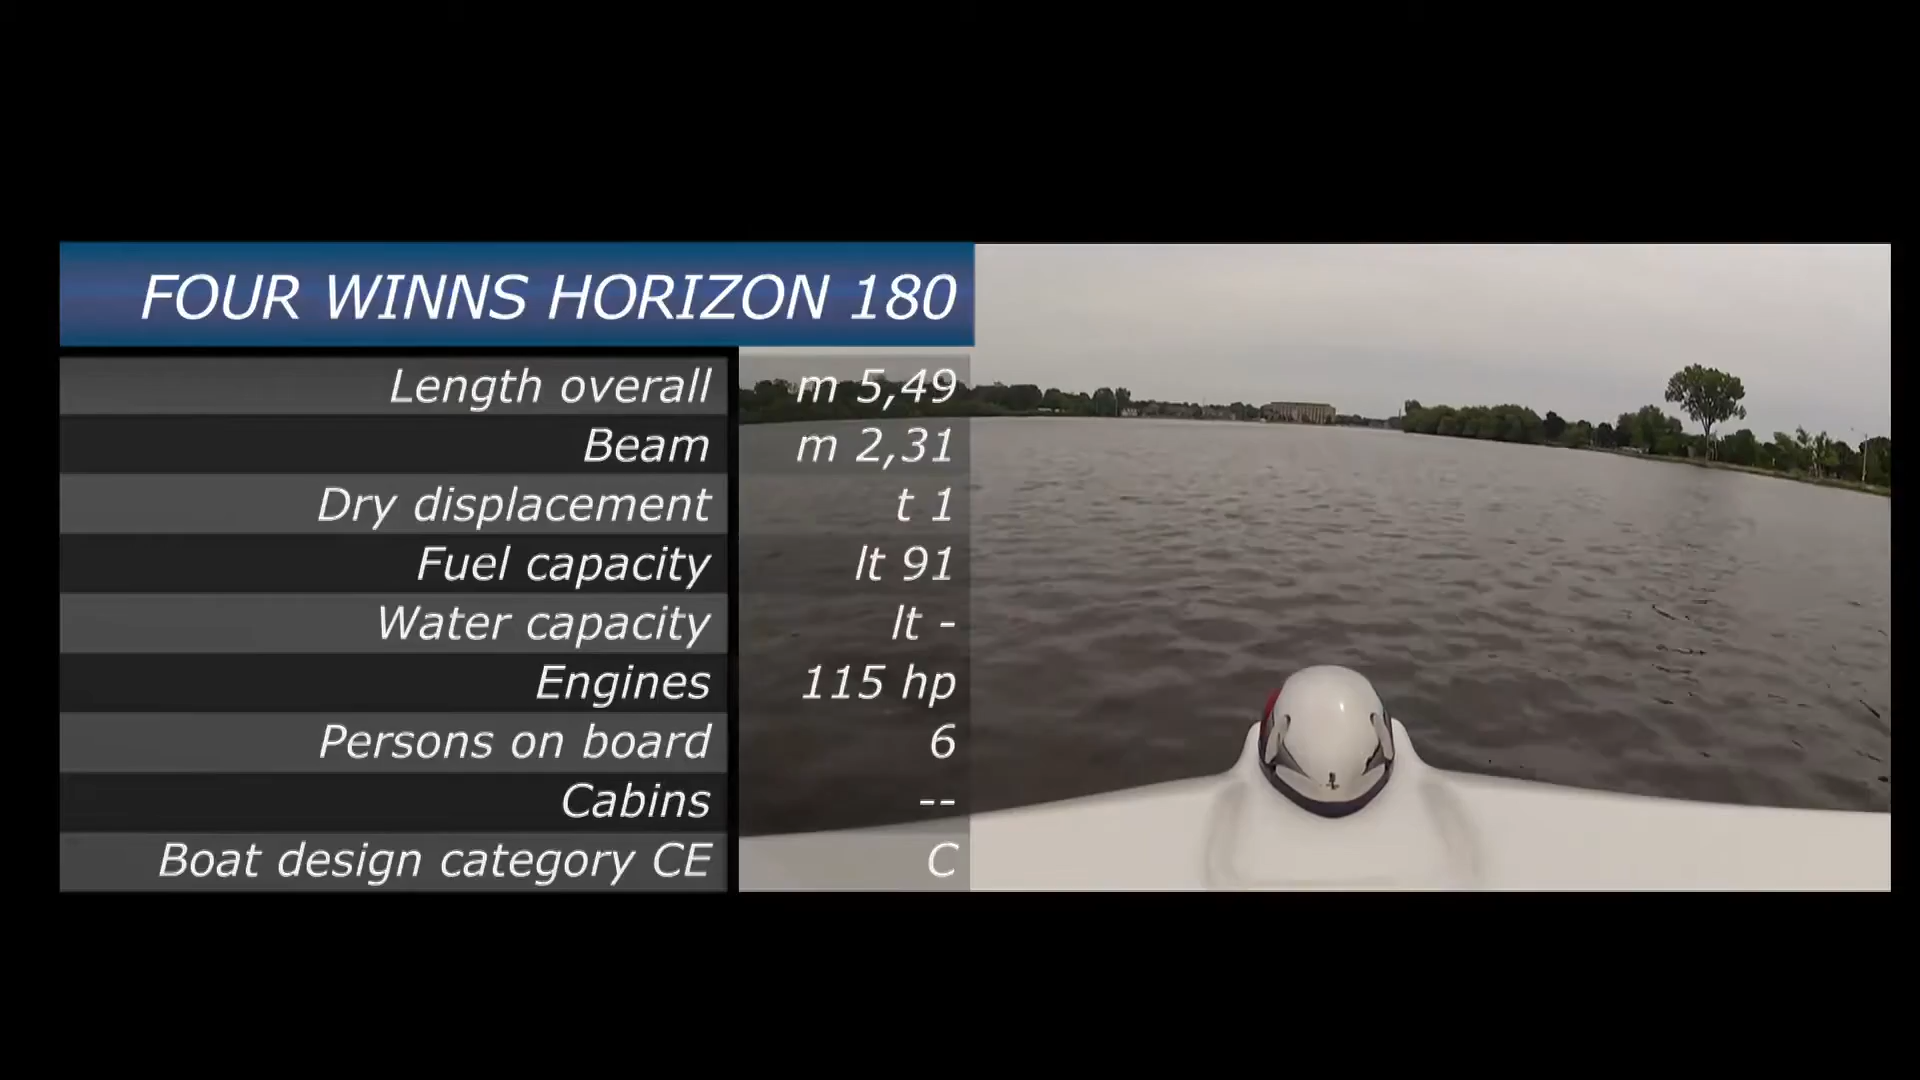 FOUR WINNS HORIZON 180
Length overall m 5,49
Beam m 2,31
Dry displacement t 1
Fuel capacity lt 91
Water capacity lt -
Engines 115 hp
Persons on board 6
Cabins --
Boat design category CE C